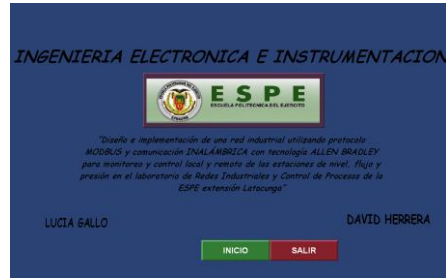 INGENIERIA ELECTRONICA E INSTRUMENTACION
ESPE
ESCUELA POLITECNICA DEL EJERCITO
"Diseño e implementación de una red industrial utilizando protocolo
MODBUS y comunicación INALÁMBRICA con tecnología ALLEN BRADLEY
para monitoreo y control local y remoto de las estaciones de nivel, flujo y
presión en el laboratorio de Redes Industriales y Control de Procesos de la
ESPE extensión Latacunga"
LUCIA GALLO
DAVID HERRERA
INICIO
SALIR